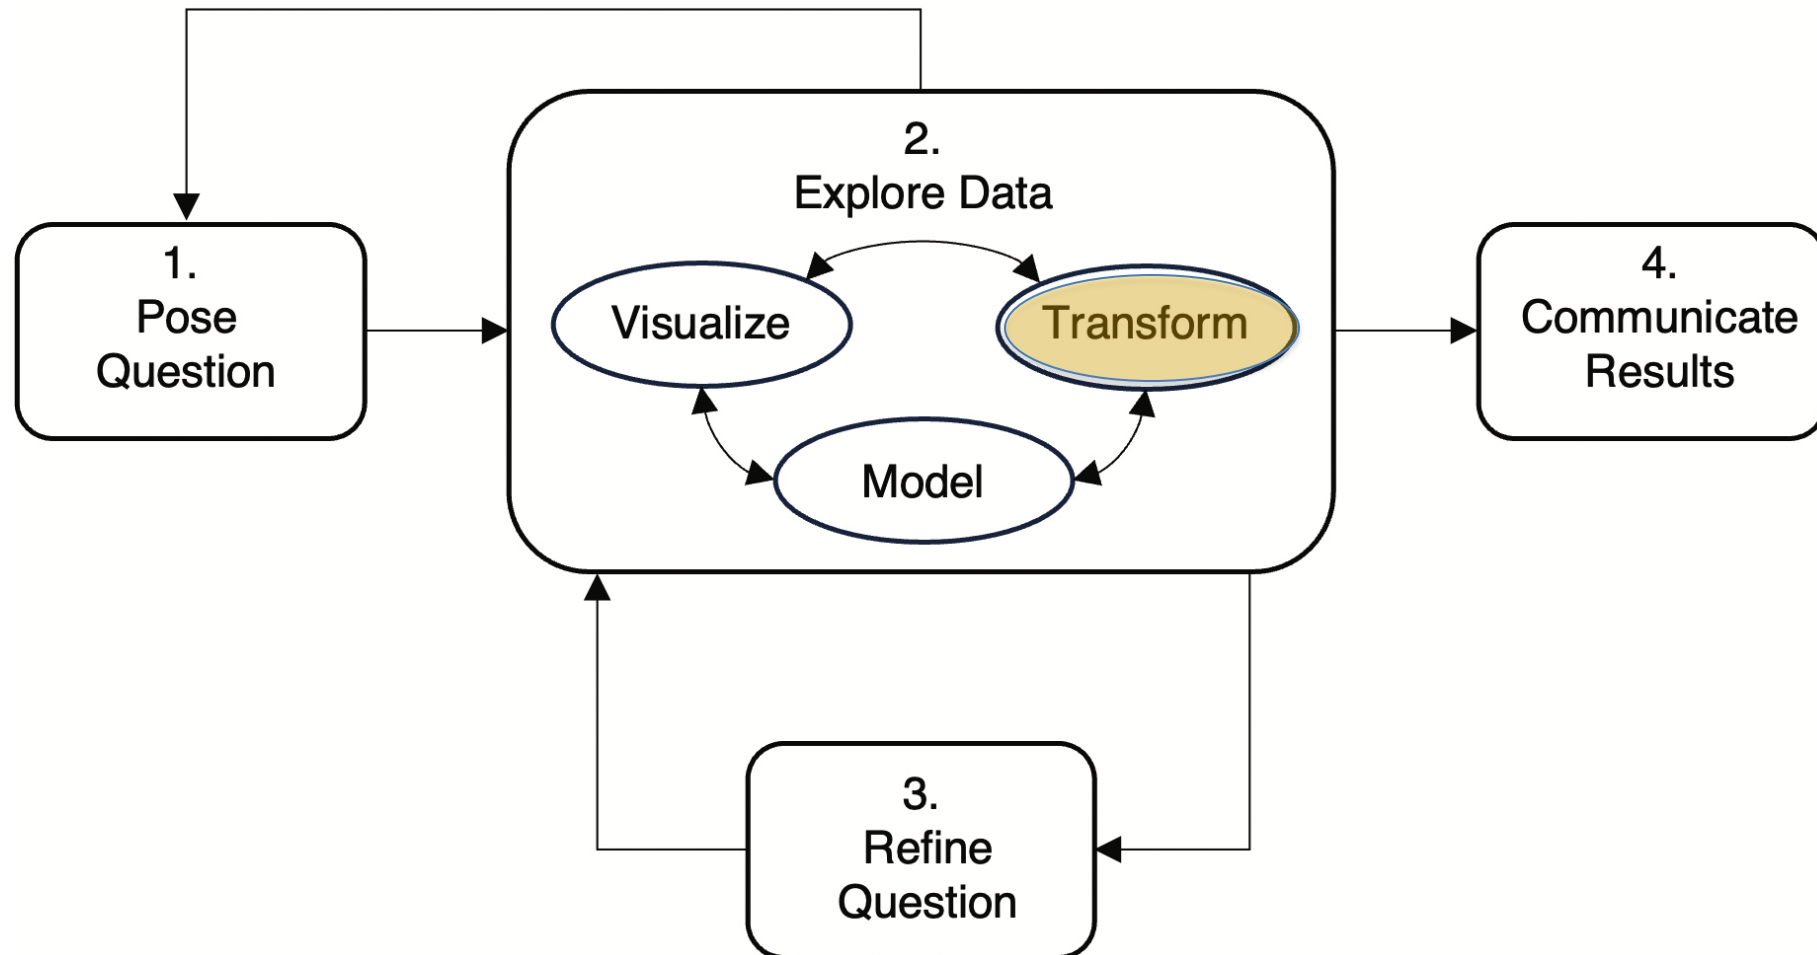 1.
Pose
Question
2.
Explore Data
Visualize
Transform
Model
3.
Refine
Question
4.
Communicate
Results